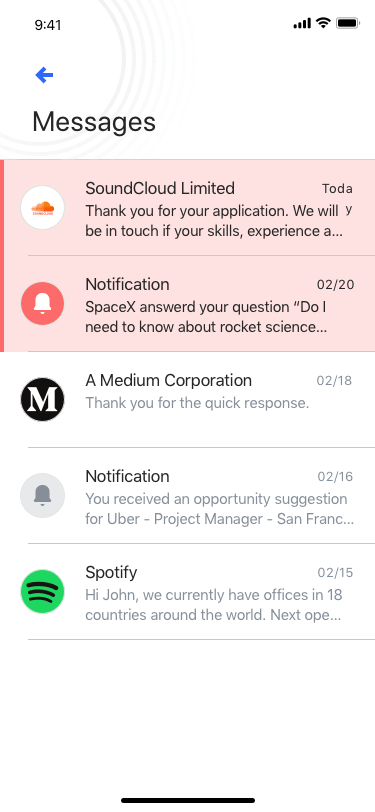 9:41
Messages
SoundCloud Limited
Toda
y
Thank you for your application. We will
be in touch if your skills, experience a...
Notification
02/20
SpaceX answerd your question “Do I
need to know about rocket science...
A Medium Corporation
02/18
Thank you for the quick response.
Notification
02/16
You received an opportunity suggestion
for Uber - Project Manager - San Franc...
Spotify
02/15
Hi John, we currently have offices in 18
countries around the world. Next ope...